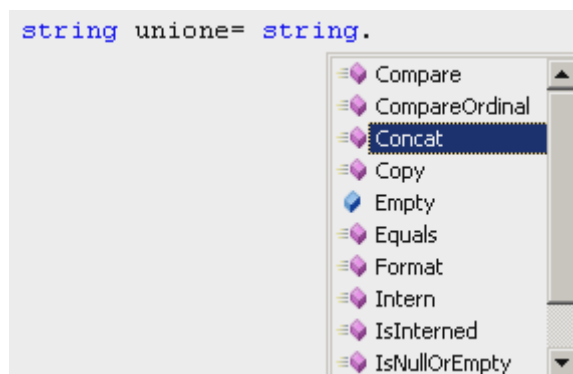 string unione= string.
Compare
CompareOrdinal
Concat
Copy
Empty
Equals
Format
Intern
IsInterned
IsNullOrEmpty